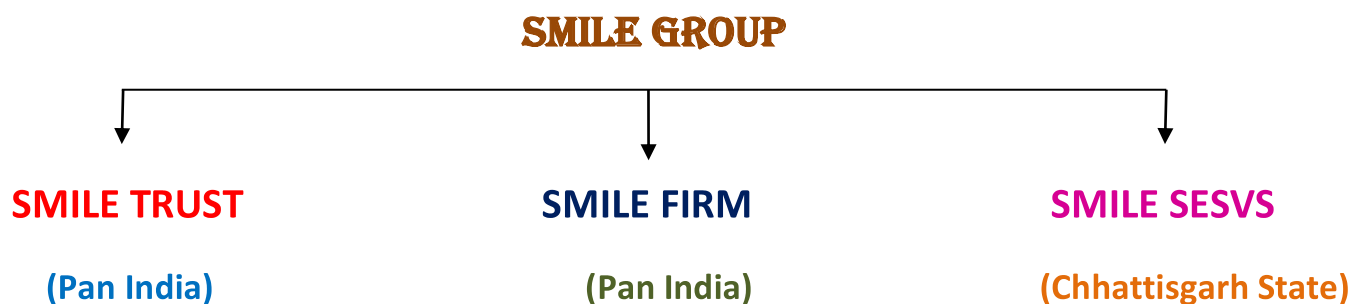 SMILE GROUP
SMILE TRUST SMILE FIRM SMILE SESVS
(Pan India) (Pan India) (Chhattisgarh State)